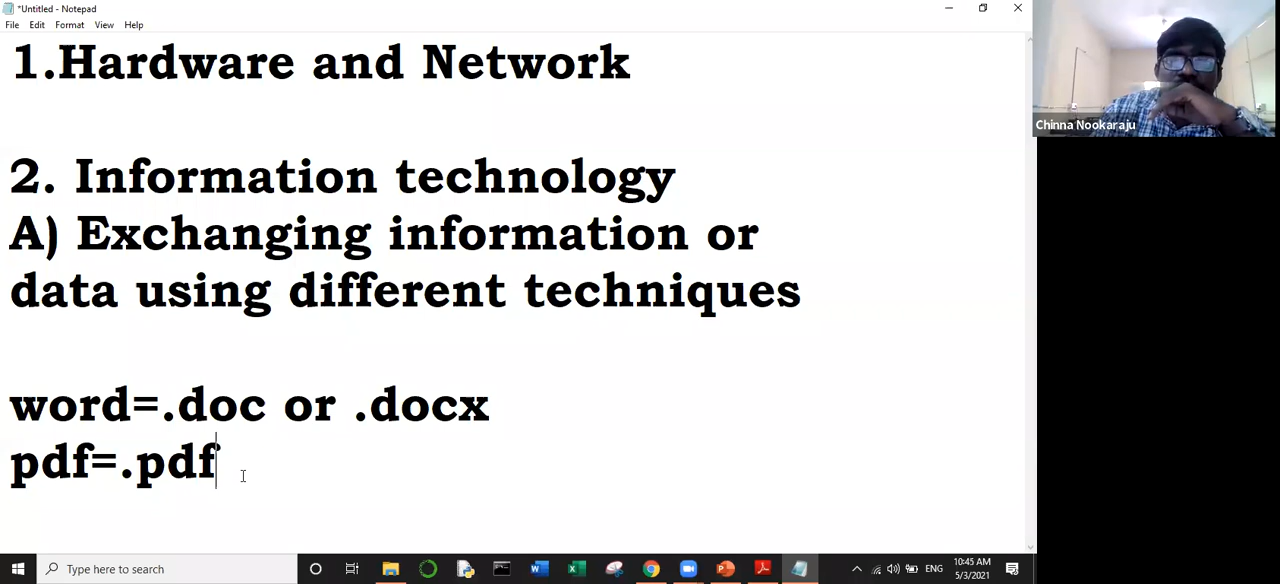 *Untitled - Notepad
File Edit Format View Help
1.Hardware and Network
2. Information technology
A) Exchanging information or
data using different techniques
word=.doc or .docx
pdf=.pdf
Chinna Nookaraju
Type here to search
ENG
10:45 AM
5/3/2021